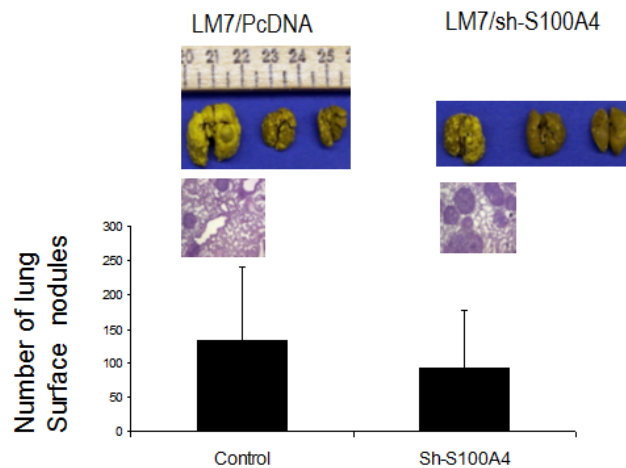 LM7/PcDNA
LM7/sh-S100A4
20 21 22 23 24 25
Number of lung
Surface nodules
300
250
200
150
100
50
0
Control
Sh-S100A4